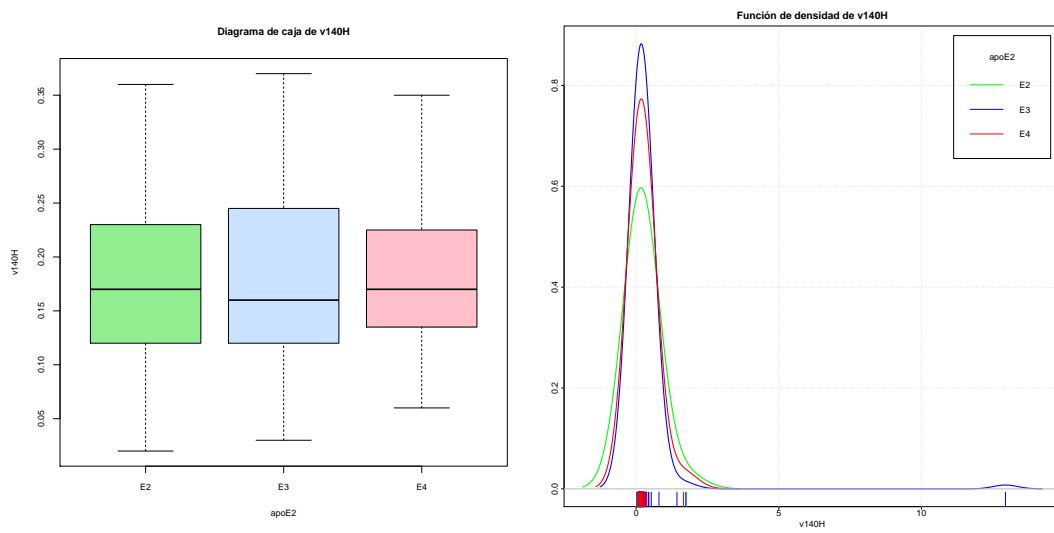 Diagrama de caja de v140H
v140H
0.35
0.30
0.25
0.20
0.15
0.10
0.05
E2
E3
E4
apoE2
Función de densidad de v140H
apoE2
E2
E3
E4
0.8
0.6
0.4
0.2
0.0
0
5
10
v140H